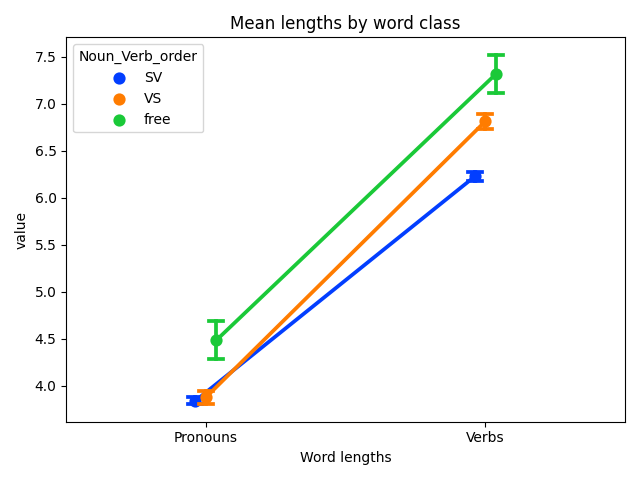 Mean lengths by word class
Noun_Verb_order
SV
VS
free
value
7.5
7.0
6.5
6.0
5.5
5.0
4.5
4.0
Pronouns
Verbs
Word lengths